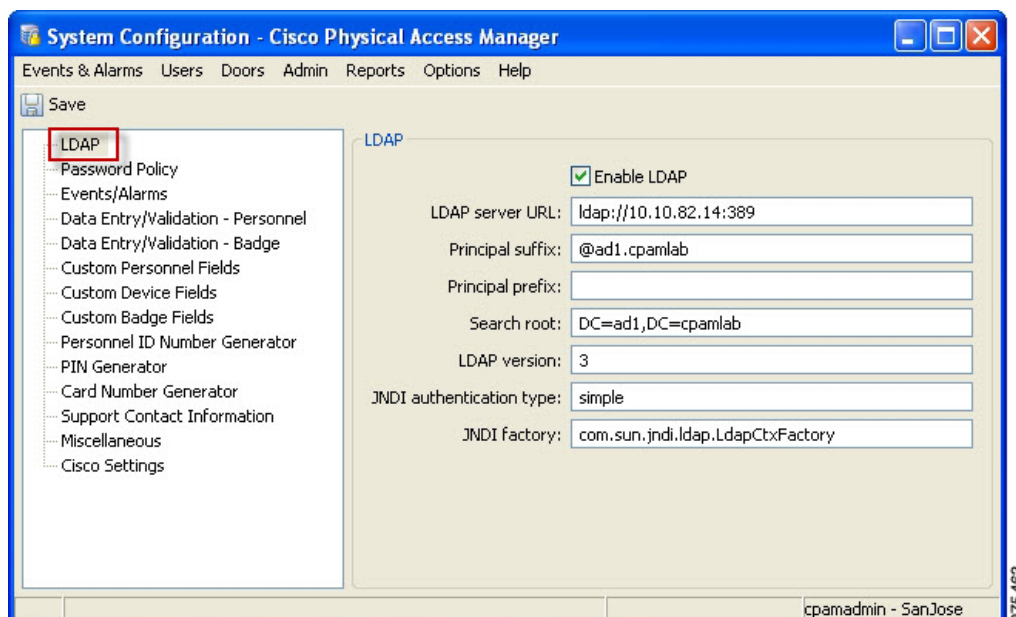 System Configuration - Cisco Physical Access Manager
Events & Alarms Users Doors Admin Reports Options Help
Save
LDAP
Password Policy
Events/Alarms
Data Entry/Validation - Personnel
Data Entry/Validation - Badge
Custom Personnel Fields
Custom Device Fields
Custom Badge Fields
Personnel ID Number Generator
PIN Generator
Card Number Generator
Support Contact Information
Miscellaneous
Cisco Settings
LDAP
Enable LDAP
LDAP server URL: ldap://10.10.82.14:389
Principal suffix: @ad1.cpamlab
Principal prefix:
Search root: DC=ad1,DC=cpamlab
LDAP version: 3
JNDI authentication type: simple
JNDI factory: com.sun.jndi.ldap.LdapCtxFactory
cpamadmin - SanJose